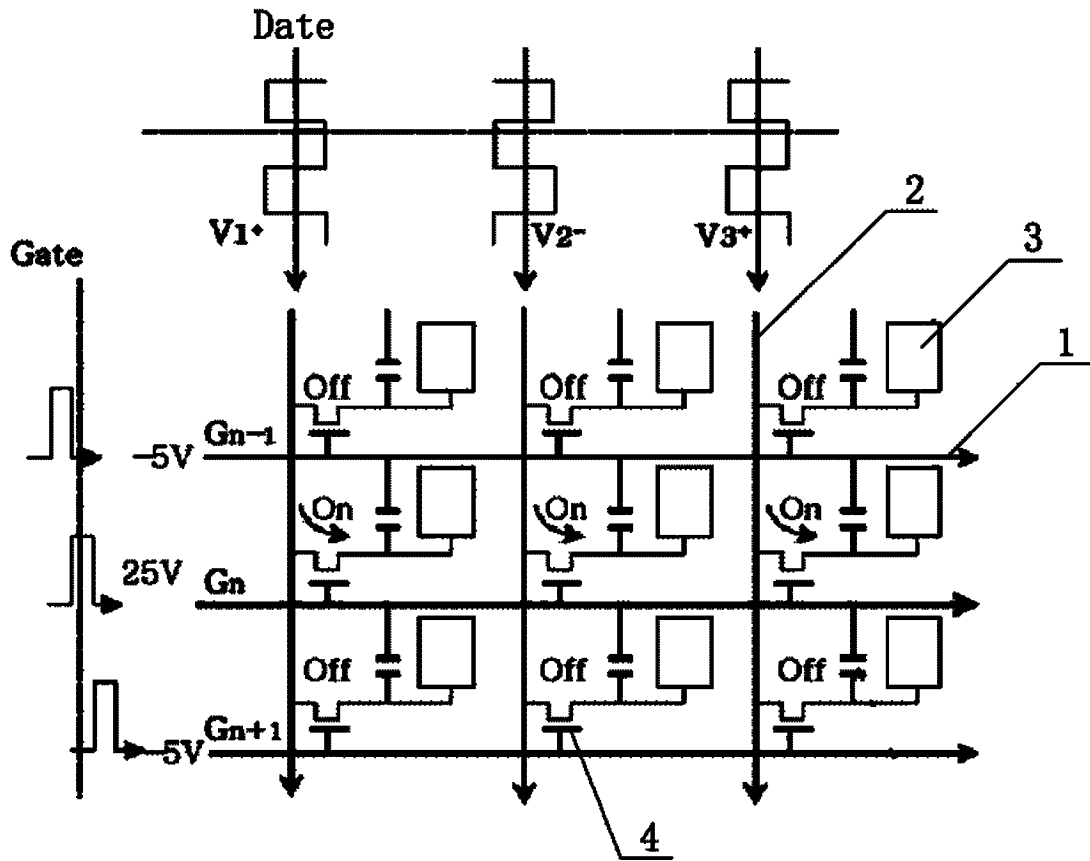 Date
V1+
V2-
V3+
2
3
Gate
1
Off
Off
Off
Gn-1
-5V
On
On
On
25V
Gn
Off
Off
Off
Gn+1
-5V
4